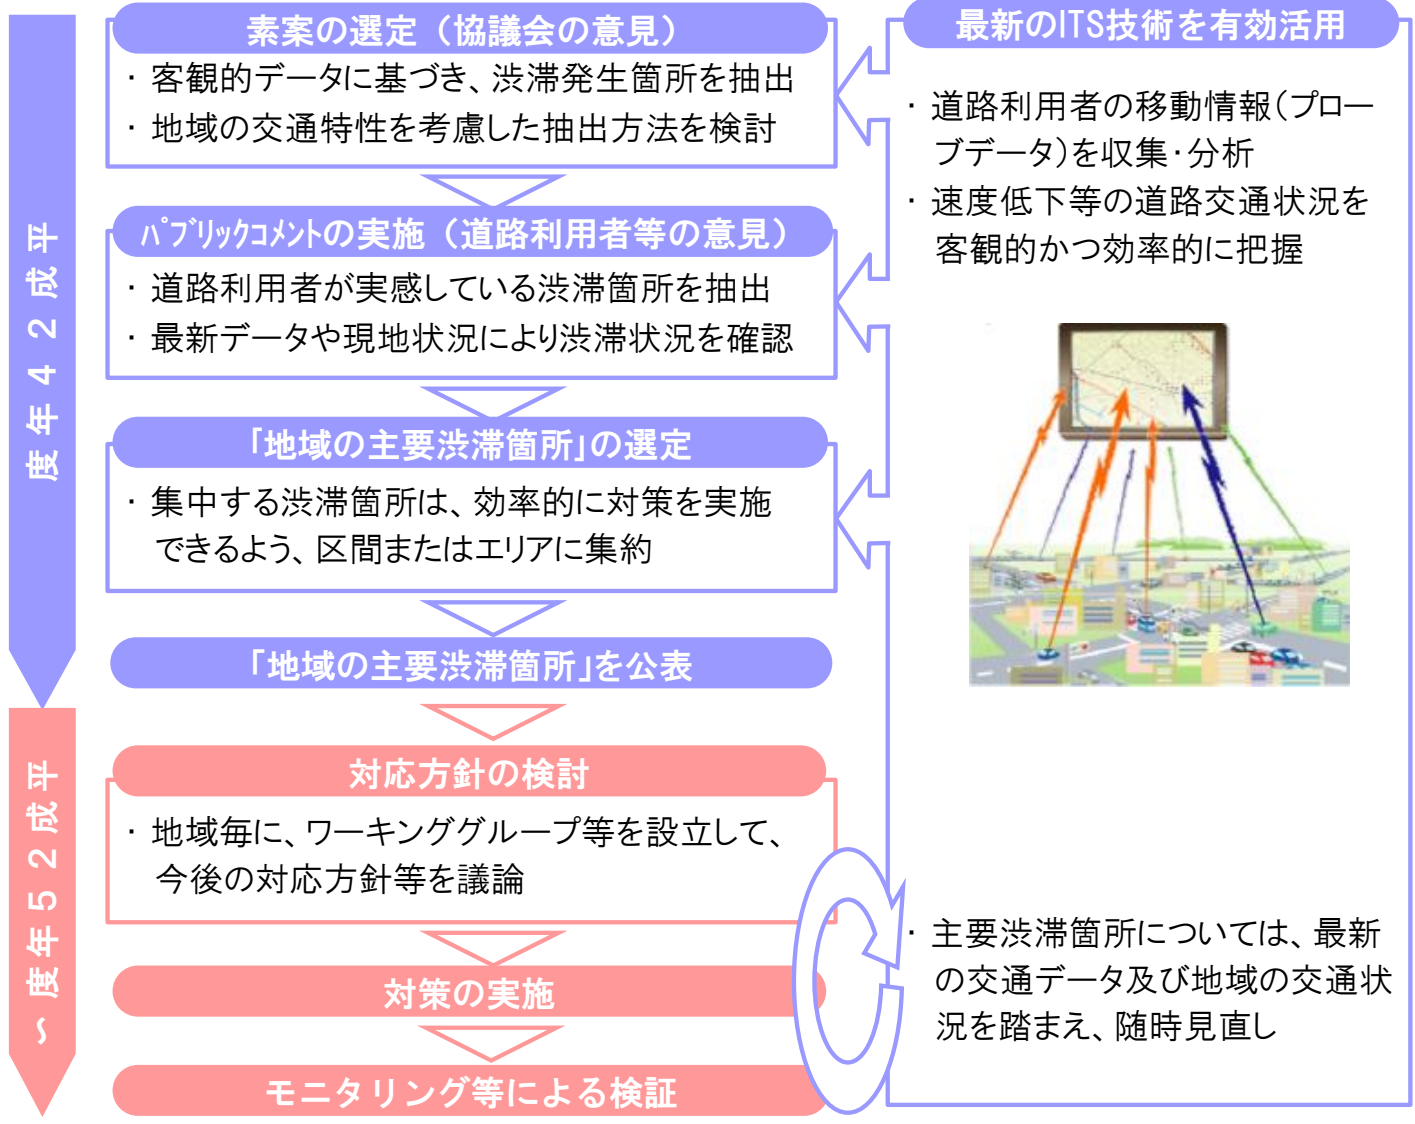 平成24年度
素案の選定（協議会の意見）
・客観的データに基づき、渋滞発生箇所を抽出
・地域の交通特性を考慮した抽出方法を検討
ﾊﾟﾌﾞﾘｯｸｺﾒﾝﾄの実施（道路利用者等の意見）
・道路利用者が実感している渋滞箇所を抽出
・最新データや現地状況により渋滞状況を確認
「地域の主要渋滞箇所」の選定
・集中する渋滞箇所は、効率的に対策を実施
できるよう、区間またはエリアに集約
「地域の主要渋滞箇所」を公表
平成25年度～
対応方針の検討
・地域毎に、ワーキンググループ等を設立して、
今後の対応方針等を議論
対策の実施
モニタリング等による検証
最新のITS技術を有効活用
・道路利用者の移動情報（プロー
ブデータ）を収集・分析
・速度低下等の道路交通状況を
客観的かつ効率的に把握
・主要渋滞箇所については、最新
の交通データ及び地域の交通状
況を踏まえ、随時見直し